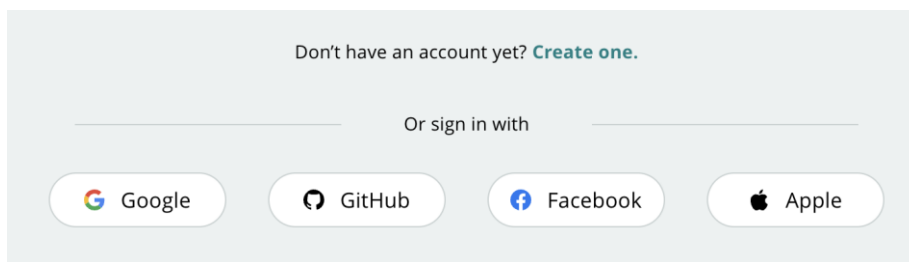 Don’t have an account yet? Create one.
Or sign in with
Google GitHub Facebook Apple